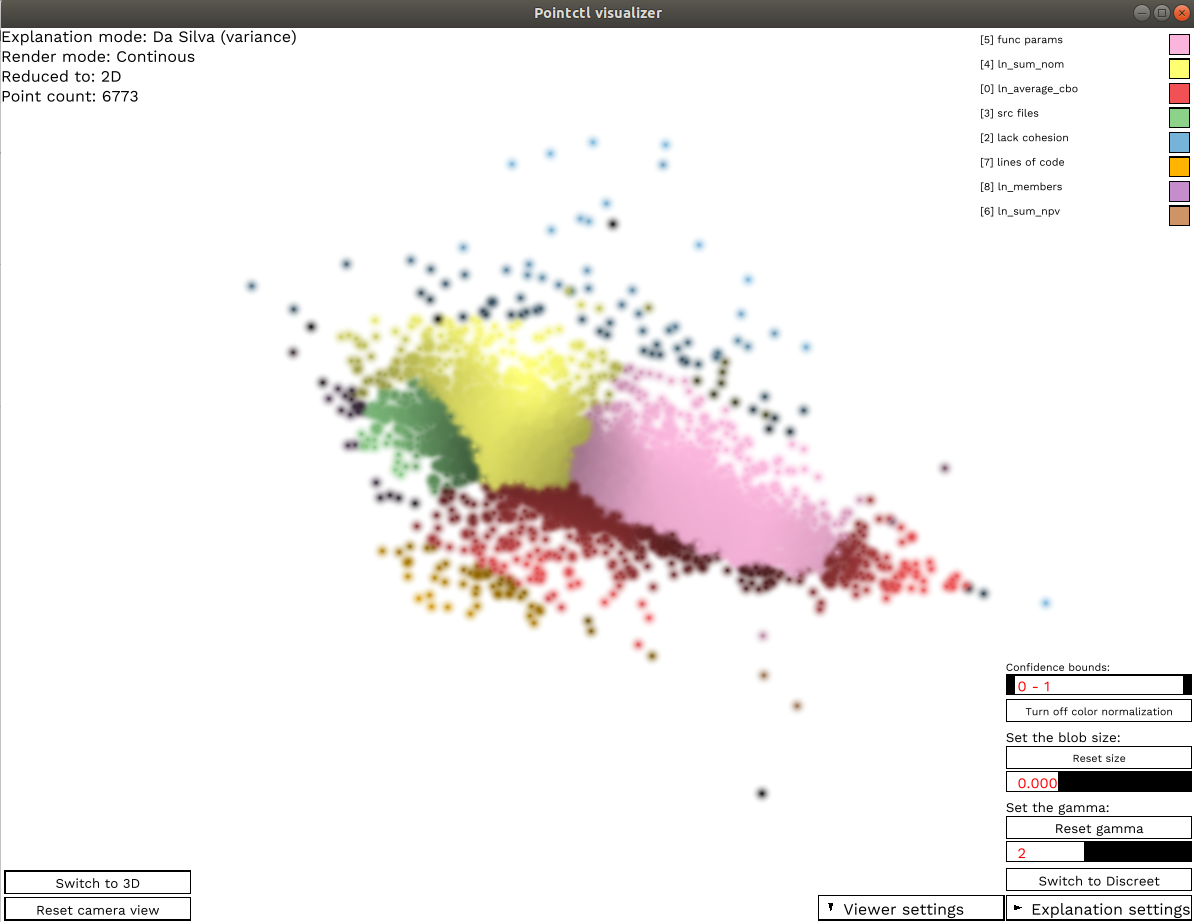 Pointctl visualizer
Explanation mode: Da Silva (variance)
Render mode: Continous
Reduced to: 2D
Point count: 6773
[5] func params
[4] ln_sum_nom
[0] ln_average_cbo
[3] src files
[2] lack cohesion
[7] lines of code
[8] ln_members
[6] ln_sum_npv
Confidence bounds:
0 - 1
Turn off color normalization
Set the blob size:
Reset size
0.000
Set the gamma:
Reset gamma
2
Switch to Discreet
Switch to 3D
Reset camera view
Viewer settings
Explanation settings